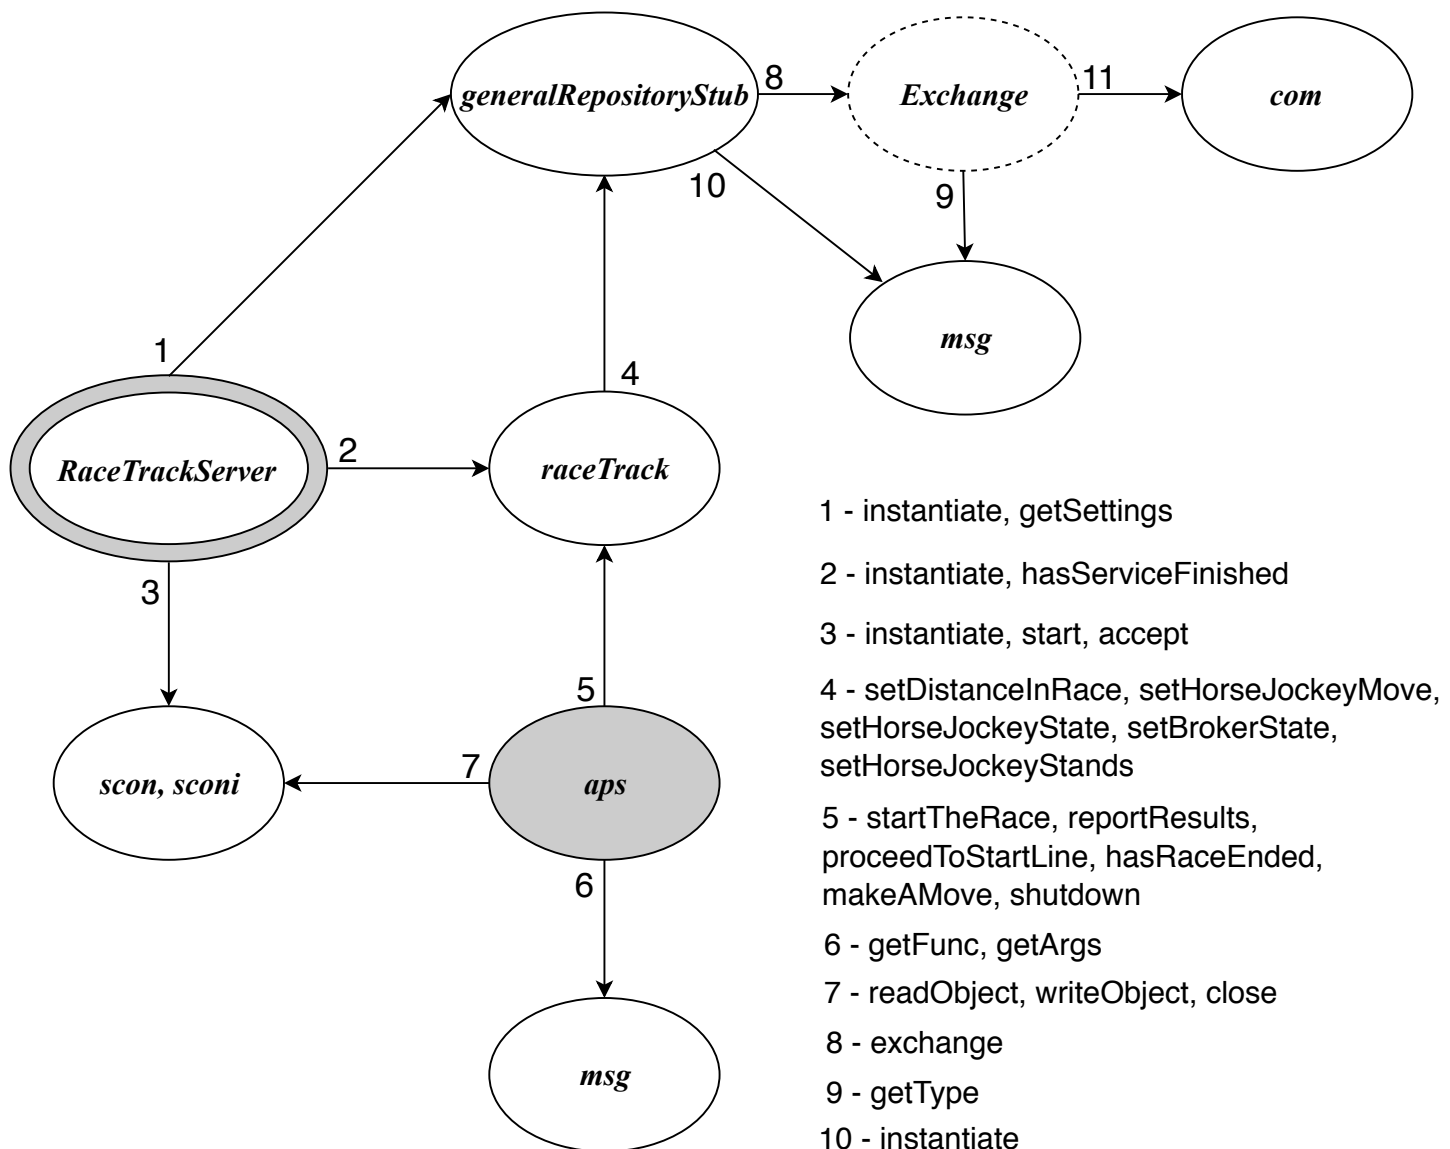 generalRepositoryStub
8
Exchange
11
com
10
9
msg
1
4
RaceTrackServer
2
raceTrack
3
5
scon, sconi
7
aps
6
msg
1 - instantiate, getSettings
2 - instantiate, hasServiceFinished
3 - instantiate, start, accept
4 - setDistanceInRace, setHorseJockeyMove,
setHorseJockeyState, setBrokerState,
setHorseJockeyStands
5 - startTheRace, reportResults,
proceedToStartLine, hasRaceEnded,
makeAMove, shutdown
6 - getFunc, getArgs
7 - readObject, writeObject, close
8 - exchange
9 - getType
10 - instantiate